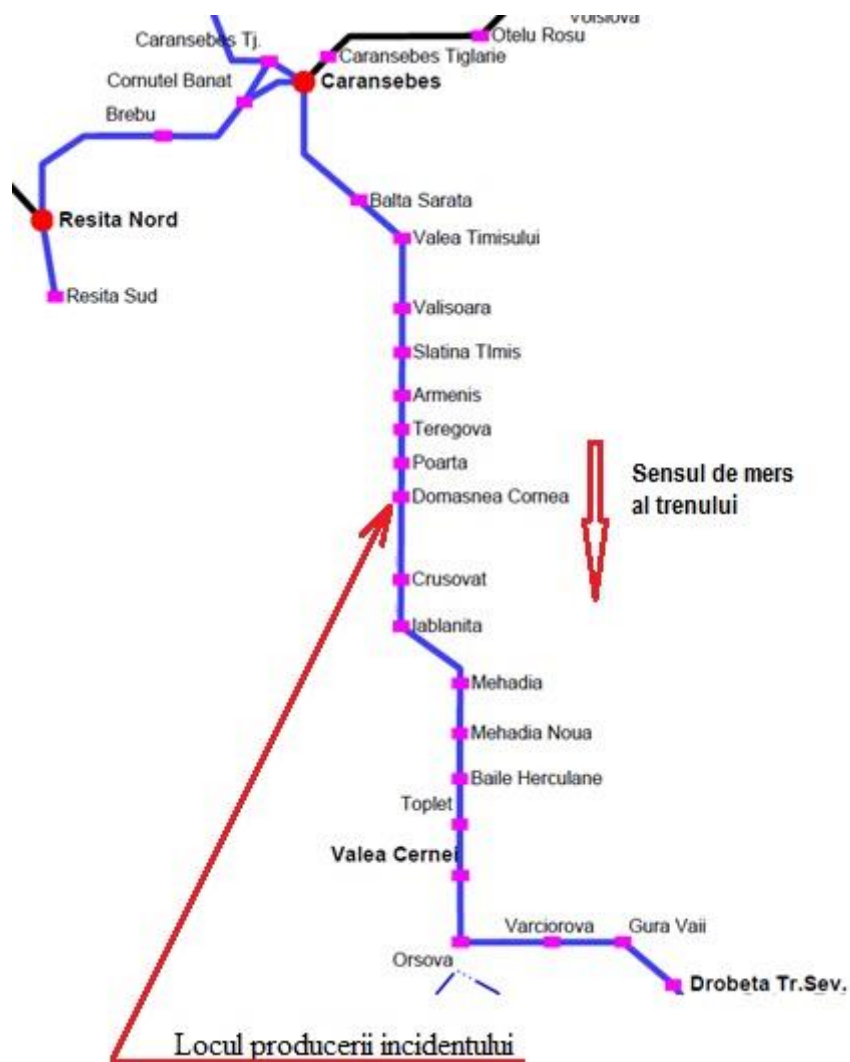 Voislova
Otelu Rosu
Caransebes Tj.
Caransebes Tiglarie
Cornutel Banat
Caransebes
Brebu
Balta Sarata
Resita Nord
Valea Timisului
Resita Sud
Valisoara
Slatina TImis
Armenis
Teregova
Poarta
Domasnea Cornea
Sensul de mers
al trenului
Crusovat
Iablanita
Mehadia
Mehadia Noua
Baile Herculane
Toplet
Valea Cernei
Varciorova
Gura Vaii
Orsova
Drobeta Tr.Sev.
Locul producerii incidentului